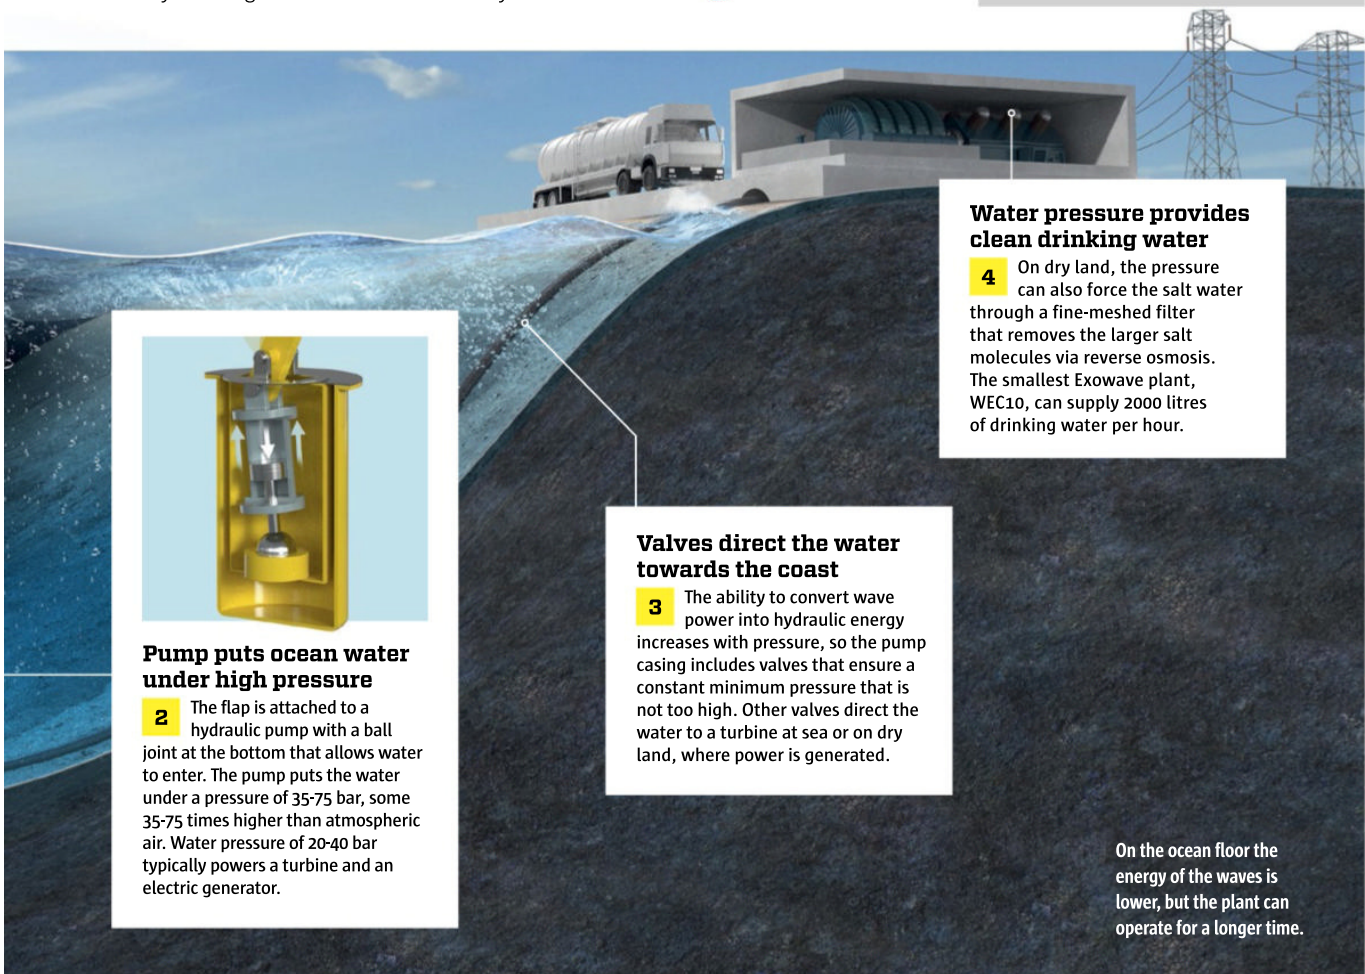 Water pressure provides
clean drinking water
4 On dry land, the pressure
can also force the salt water
through a fine-meshed filter
that removes the larger salt
molecules via reverse osmosis.
The smallest Exowave plant,
WEC10, can supply 2000 litres
of drinking water per hour.
Valves direct the water
towards the coast
3 The ability to convert wave
power into hydraulic energy
increases with pressure, so the pump
casing includes valves that ensure a
constant minimum pressure that is
not too high. Other valves direct the
water to a turbine at sea or on dry
land, where power is generated.
Pump puts ocean water
under high pressure
2 The flap is attached to a
hydraulic pump with a ball
joint at the bottom that allows water
to enter. The pump puts the water
under a pressure of 35-75 bar, some
35-75 times higher than atmospheric
air. Water pressure of 20-40 bar
typically powers a turbine and an
electric generator.
On the ocean floor the
energy of the waves is
lower, but the plant can
operate for a longer time.